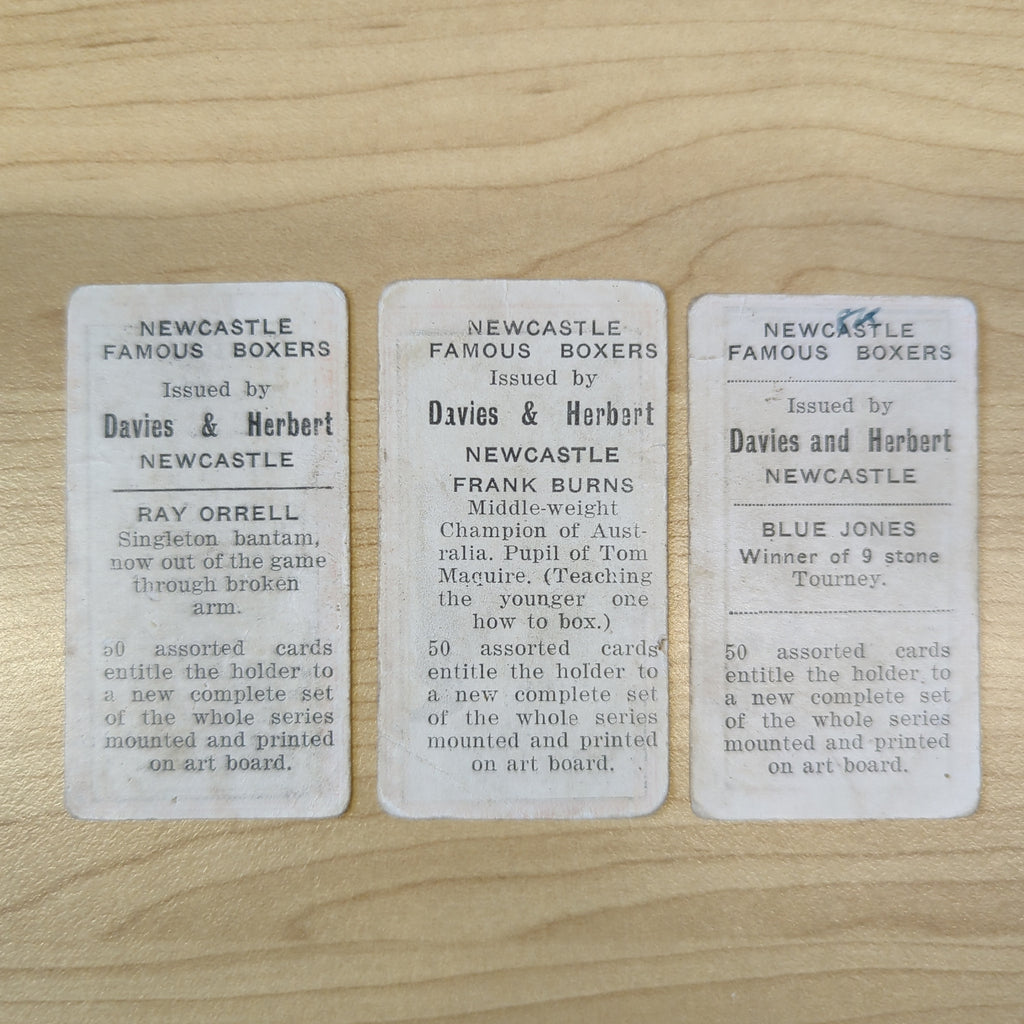 NEWCASTLE
FAMOUS BOXERS
Issued by
Davies & Herbert
NEWCASTLE
RAY ORRELL
Singleton bantam,
now out of the game
through broken
arm.
50 assorted cards
entitle the holder to
a new complete set
of the whole series
mounted and printed
on art board.
NEWCASTLE
FAMOUS BOXERS
Issued by
Davies & Herbert
NEWCASTLE
FRANK BURNS
Middle-weight
Champion of Aust-
ralia. Pupil of Tom
Maguire. (Teaching
the younger one
how to box.)
50 assorted cards
entitle the holder to
a new complete set
of the whole series
mounted and printed
on art board.
NEWCASTLE
FAMOUS BOXERS
Issued by
Davies and Herbert
NEWCASTLE
BLUE JONES
Winner of 9 stone
Tourney.
50 assorted cards
entitle the holder to
a new complete set
of the whole series
mounted and printed
on art board.